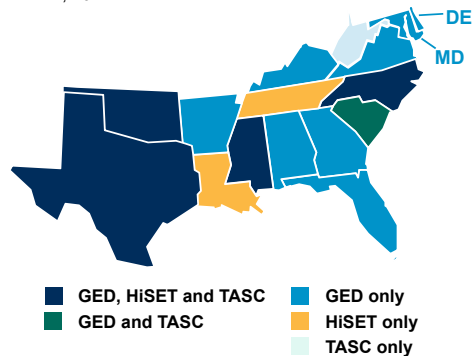 DE
MD
GED, HiSET and TASC
GED only
GED and TASC
HiSET only
TASC only